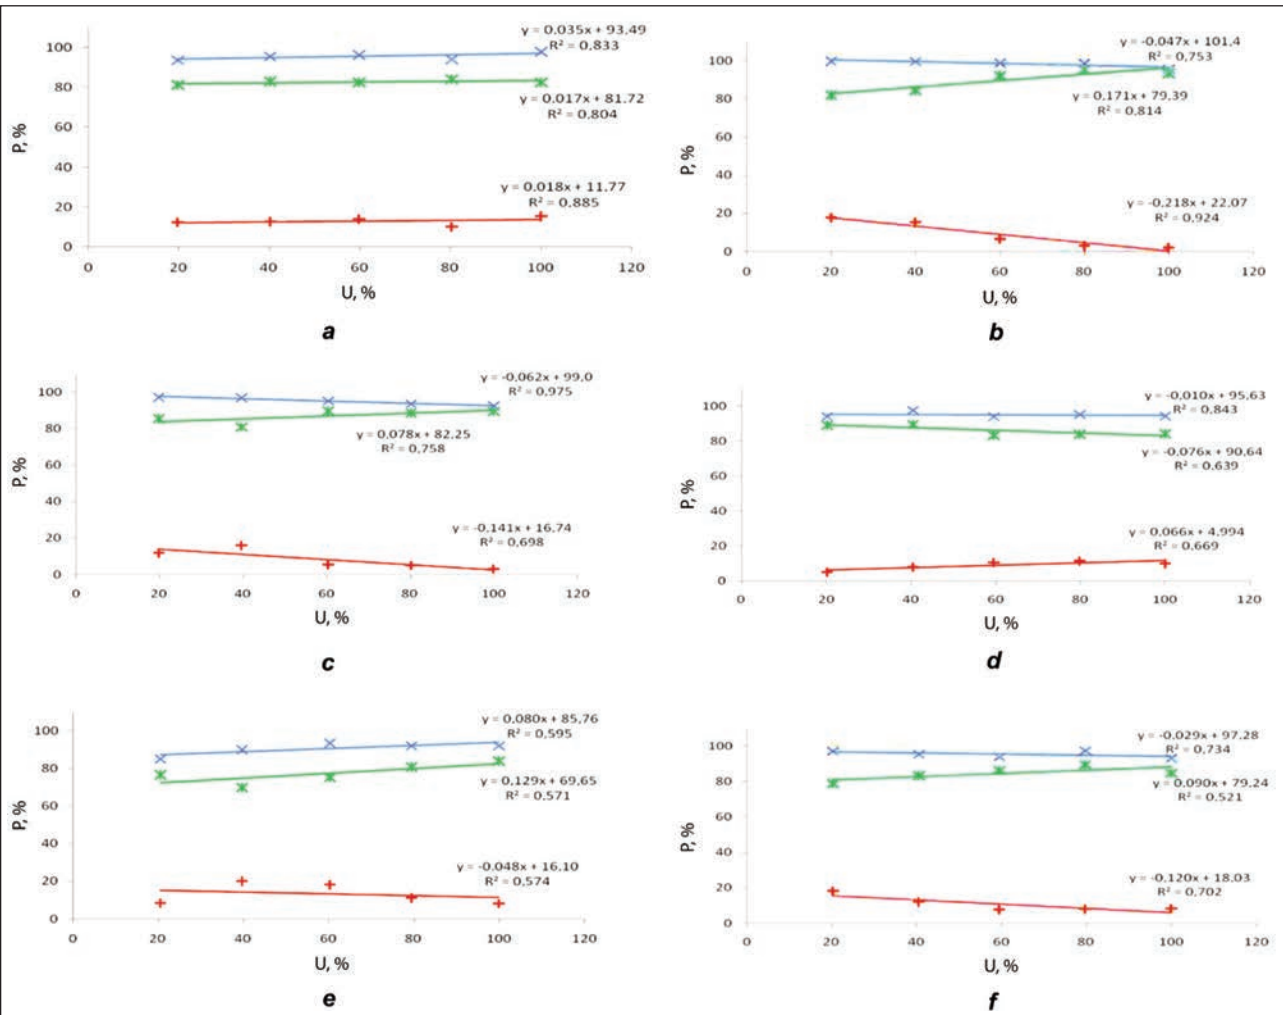 y = 0,035x + 93,49
R² = 0,833
100
80
y = 0,017x + 81,72
R² = 0,804
60
P, %
40
y = 0,018x + 11,77
R² = 0,885
20
0
0 20 40 60 80 100 120
U, %
a
y = -0,047x + 101,4
R² = 0,753
100
80
y = 0,171x + 79,39
R² = 0,814
60
P, %
40
20
y = -0,218x + 22,07
R² = 0,924
0
0 20 40 60 80 100 120
U, %
b
y = -0,062x + 99,0
R² = 0,975
100
80
y = 0,078x + 82,25
R² = 0,758
60
P, %
40
20
y = -0,141x + 16,74
R² = 0,698
0
0 20 40 60 80 100 120
U, %
c
y = -0,010x + 95,63
R² = 0,843
100
80
y = -0,076x + 90,64
R² = 0,639
60
P, %
40
20
y = 0,066x + 4,994
R² = 0,669
0
0 20 40 60 80 100 120
U, %
d
y = 0,080x + 85,76
R² = 0,595
100
80
y = 0,129x + 69,65
R² = 0,571
60
P, %
40
20
y = -0,048x + 16,10
R² = 0,574
0
0 20 40 60 80 100 120
U, %
e
y = -0,029x + 97,28
R² = 0,734
100
80
y = 0,090x + 79,24
R² = 0,521
60
P, %
40
20
y = -0,120x + 18,03
R² = 0,702
0
0 20 40 60 80 100 120
U, %
f